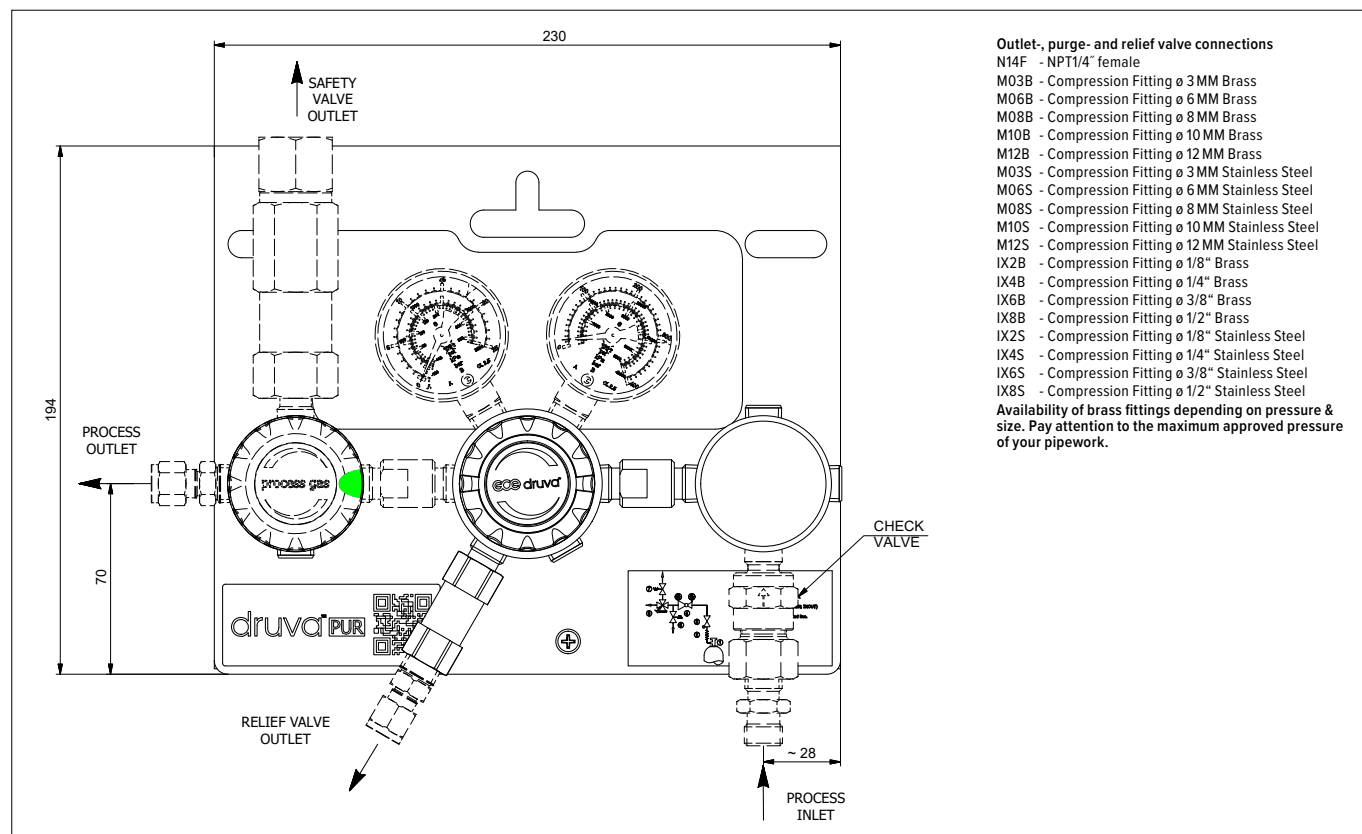 230
SAFETY
VALVE
OUTLET
194
PROCESS
OUTLET
70
process gas
gce druva
CHECK
VALVE
druva PUR
RELIEF VALVE
OUTLET
~ 28
PROCESS
INLET
Outlet-, purge- and relief valve connections
N14F - NPT1/4˝ female
M03B - Compression Fitting ø 3 MM Brass
M06B - Compression Fitting ø 6 MM Brass
M08B - Compression Fitting ø 8 MM Brass
M10B - Compression Fitting ø 10 MM Brass
M12B - Compression Fitting ø 12 MM Brass
M03S - Compression Fitting ø 3 MM Stainless Steel
M06S - Compression Fitting ø 6 MM Stainless Steel
M08S - Compression Fitting ø 8 MM Stainless Steel
M10S - Compression Fitting ø 10 MM Stainless Steel
M12S - Compression Fitting ø 12 MM Stainless Steel
IX2B - Compression Fitting ø 1/8“ Brass
IX4B - Compression Fitting ø 1/4“ Brass
IX6B - Compression Fitting ø 3/8“ Brass
IX8B - Compression Fitting ø 1/2“ Brass
IX2S - Compression Fitting ø 1/8“ Stainless Steel
IX4S - Compression Fitting ø 1/4“ Stainless Steel
IX6S - Compression Fitting ø 3/8“ Stainless Steel
IX8S - Compression Fitting ø 1/2“ Stainless Steel
Availability of brass fittings depending on pressure &
size. Pay attention to the maximum approved pressure
of your pipework.